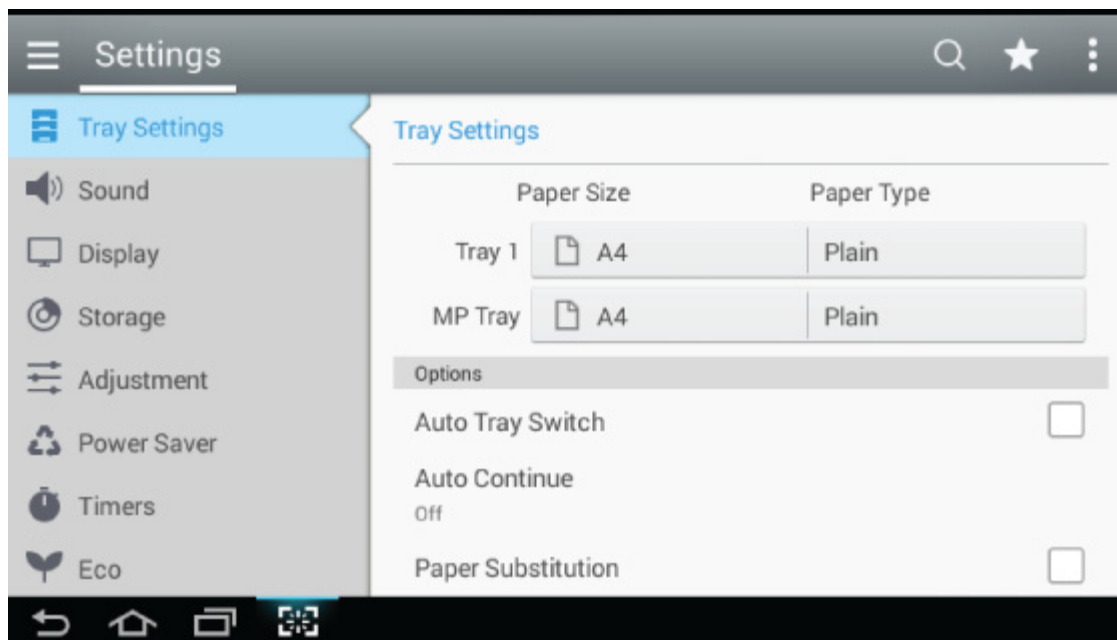 Settings
Tray Settings
Sound
Display
Storage
Adjustment
Power Saver
Timers
Eco
Tray Settings
Paper Size Paper Type
Tray 1 A4 Plain
MP Tray A4 Plain
Options
Auto Tray Switch
Auto Continue
Off
Paper Substitution